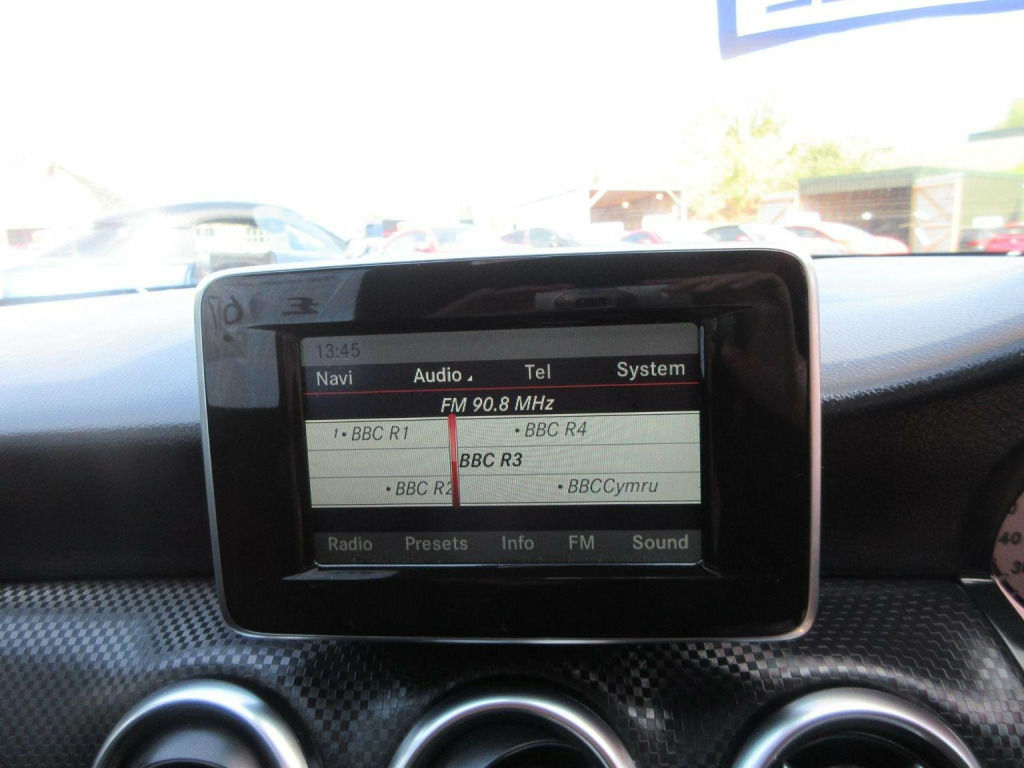 13:45
Navi Audio Tel System
FM 90.8 MHz
1• BBC R1 • BBC R4
BBC R3
• BBC R2 • BBCCymru
Radio Presets Info FM Sound
40